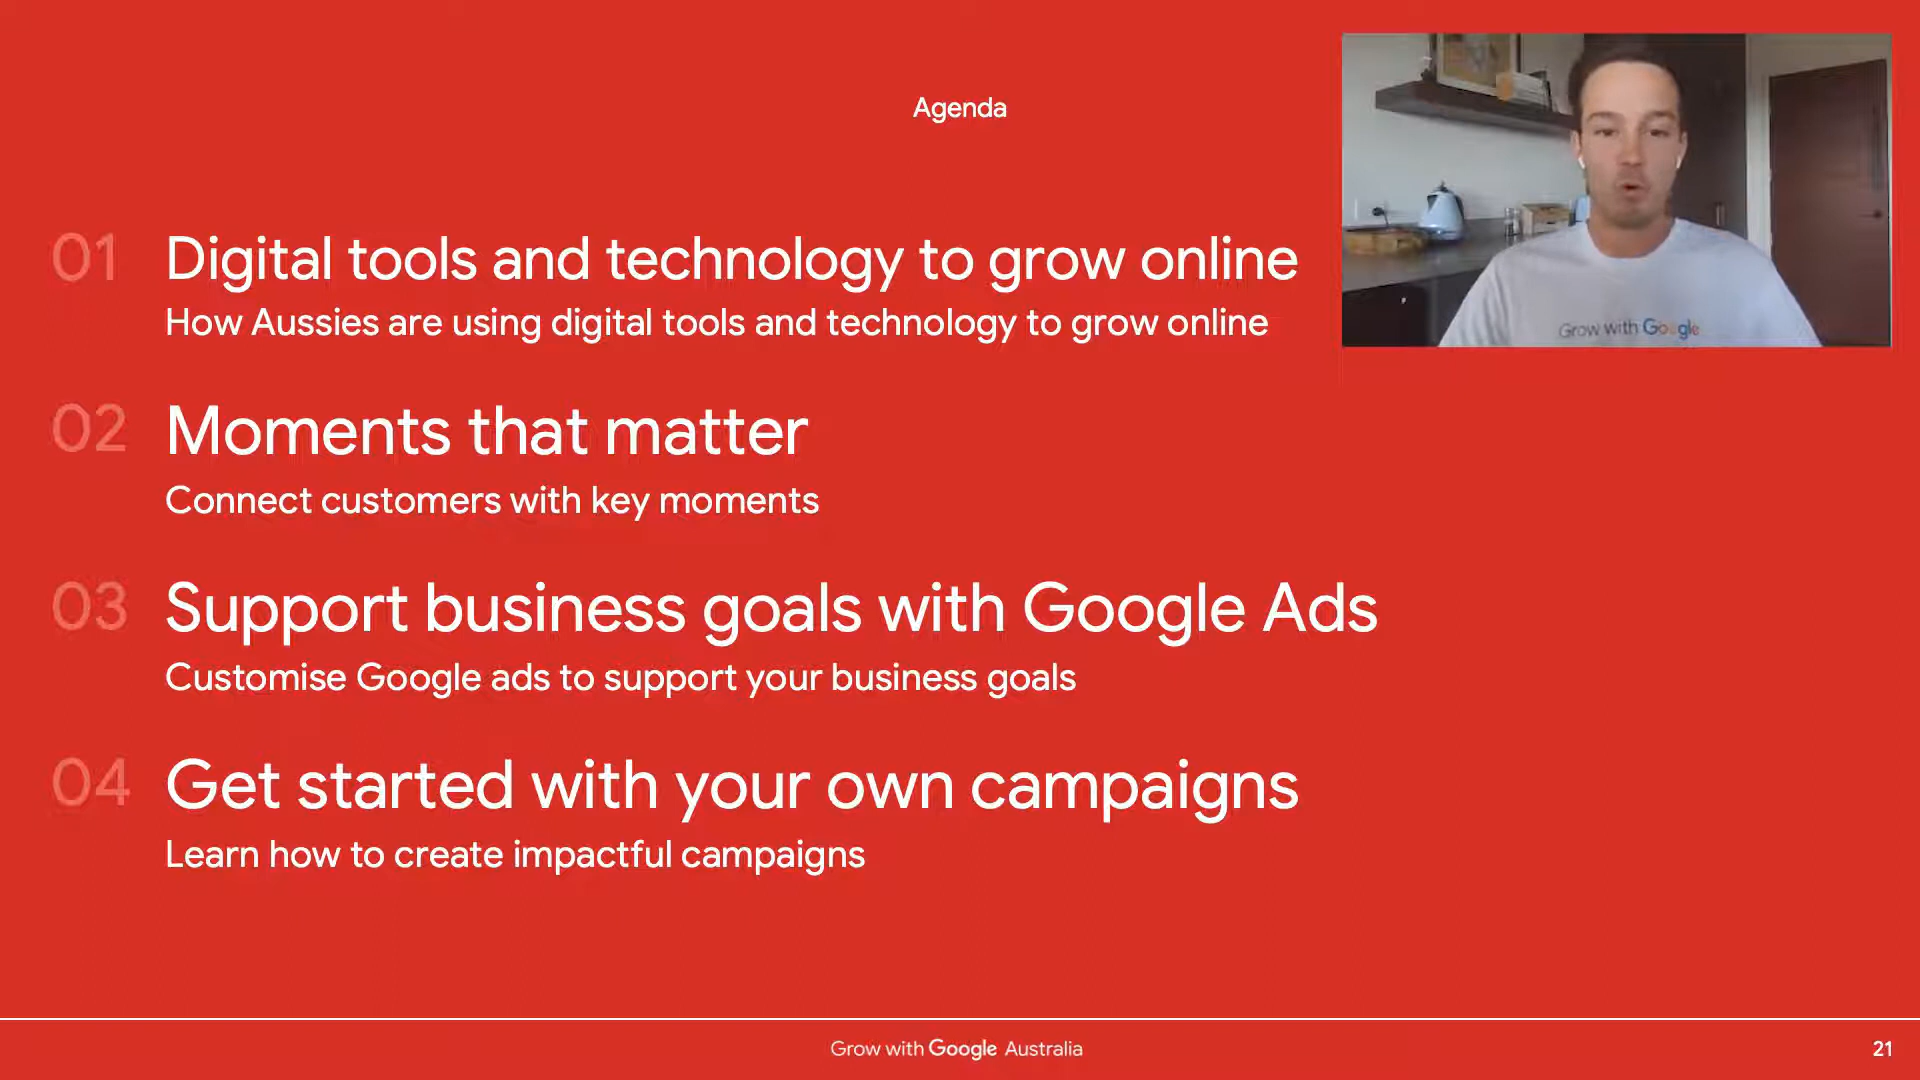 Agenda
01 Digital tools and technology to grow online
How Aussies are using digital tools and technology to grow online
Grow with Google
02 Moments that matter
Connect customers with key moments
03 Support business goals with Google Ads
Customise Google ads to support your business goals
04 Get started with your own campaigns
Learn how to create impactful campaigns
Grow with Google Australia
21